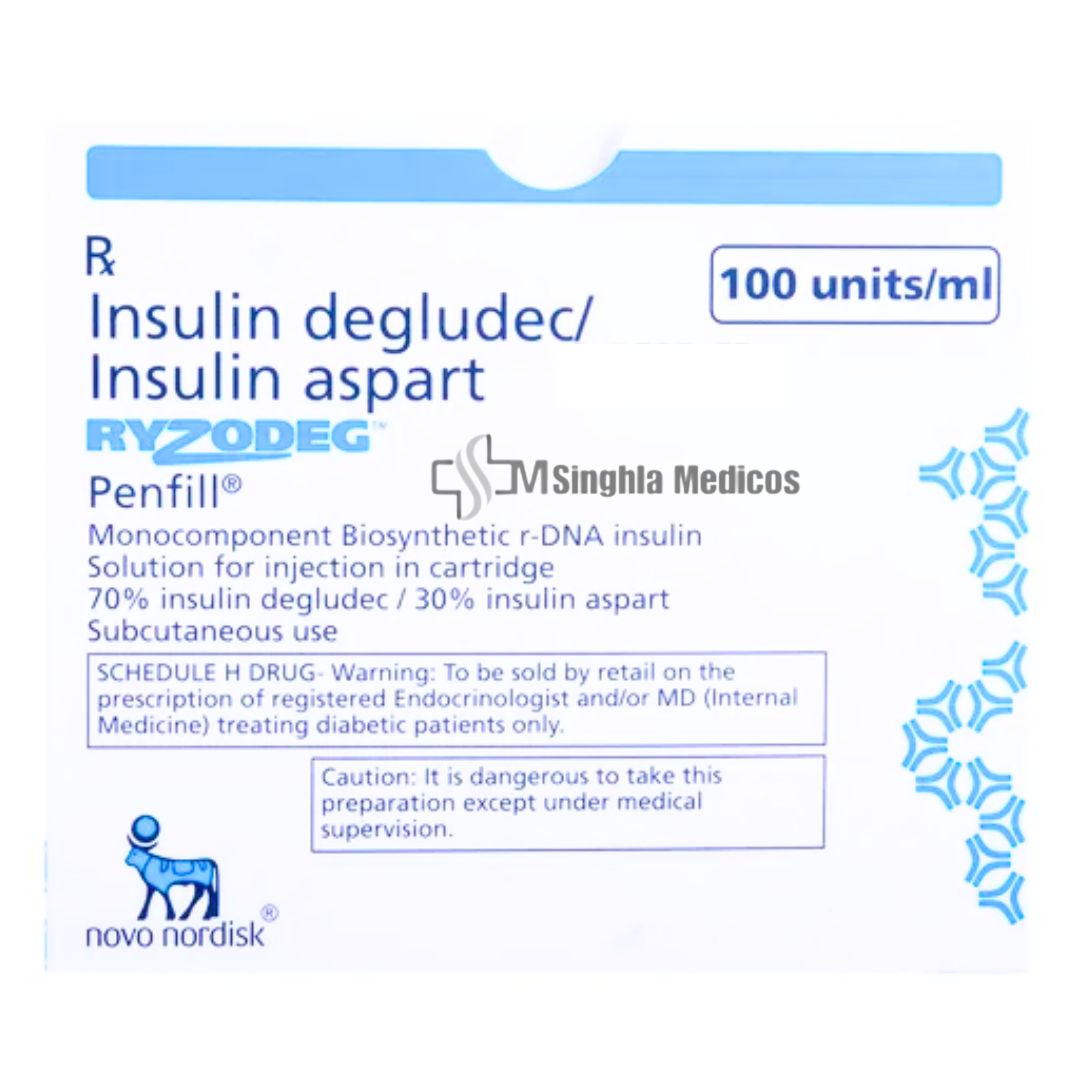 Rx
100 units/ml
Insulin degludec/
Insulin aspart
RYZODEG™
Penfill®
SM Singhla Medicos
Monocomponent Biosynthetic r-DNA insulin
Solution for injection in cartridge
70% insulin degludec / 30% insulin aspart
Subcutaneous use
SCHEDULE H DRUG- Warning: To be sold by retail on the
prescription of registered Endocrinologist and/or MD (Internal
Medicine) treating diabetic patients only.
Caution: It is dangerous to take this
preparation except under medical
supervision.
novo nordisk®